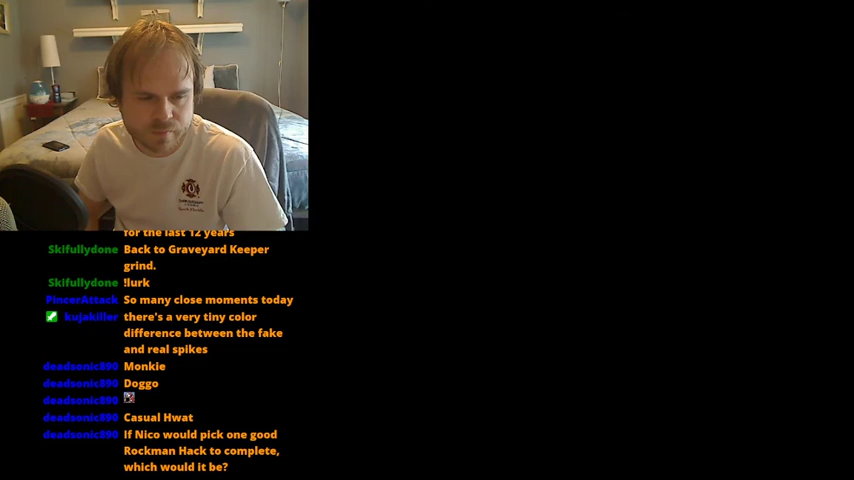 for the last 12 years
Skifullydone Back to Graveyard Keeper
grind.
Skifullydone !lurk
PincerAttack So many close moments today
kujakiller there's a very tiny color
difference between the fake
and real spikes
deadsonic890 Monkie
deadsonic890 Doggo
deadsonic890
deadsonic890 Casual Hwat
deadsonic890 If Nico would pick one good
Rockman Hack to complete,
which would it be?